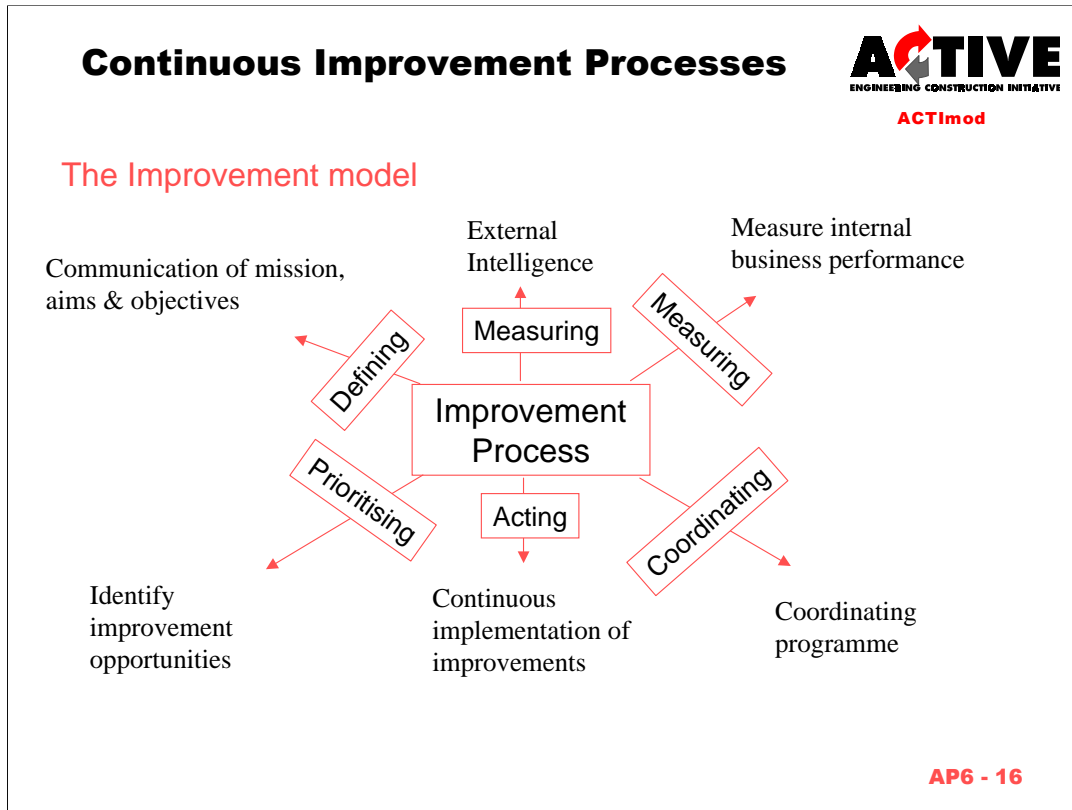 Continuous Improvement Processes
ACTIVE
ENGINEERING CONSTRUCTION INITIATIVE
ACTImod
The Improvement model
Communication of mission,
aims & objectives
External
Intelligence
Measure internal
business performance
Defining
Measuring
Measuring
Improvement
Process
Prioritising
Acting
Coordinating
Identify
improvement
opportunities
Continuous
implementation of
improvements
Coordinating
programme
AP6 - 16